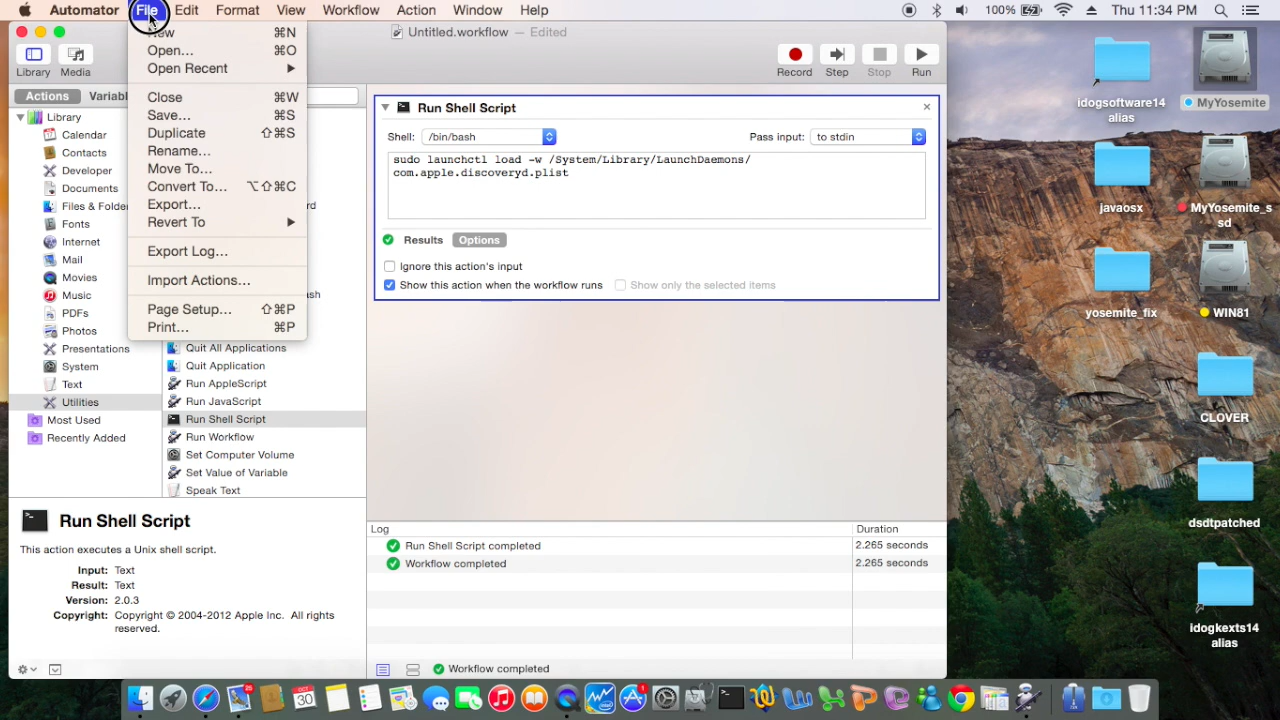 Automator File Edit Format View Workflow Action Window Help 100% Thu 11:34 PM
Untitled.workflow — Edited
Library Media
Record Step Stop Run
New ⌘N
Open... ⌘O
Open Recent ▶
Close ⌘W
Save... ⌘S
Duplicate ⇧⌘S
Rename...
Move To...
Convert To... ⌥⇧⌘C
Export...
Revert To ▶
Export Log...
Import Actions...
Page Setup... ⇧⌘P
Print... ⌘P
Actions
Library
Calendar
Contacts
Developer
Documents
Fonts
Internet
Mail
Movies
Music
PDFs
Photos
Presentations
System
Text
Utilities
Most Used
Recently Added
Quit All Applications
Quit Application
Run AppleScript
Run JavaScript
Run Shell Script
Run Workflow
Set Computer Volume
Set Value of Variable
Speak Text
Run Shell Script
This action executes a Unix shell script.
Input: Text
Result: Text
Version: 2.0.3
Copyright: Copyright © 2004-2012 Apple Inc. All rights
reserved.
Run Shell Script
Shell: /bin/bash Pass input: to stdin
sudo launchctl load -w /System/Library/LaunchDaemons/
com.apple.discoveryd.plist
Results Options
Ignore this action's input
Show this action when the workflow runs Show only the selected items
Log Duration
Run Shell Script completed 2.265 seconds
Workflow completed 2.265 seconds
Workflow completed
idogsoftware14
alias
MyYosemite
javaosx
MyYosemite_s
sd
yosemite_fix
WIN81
CLOVER
dsdtpatched
idogkexts14
alias
OCT
30